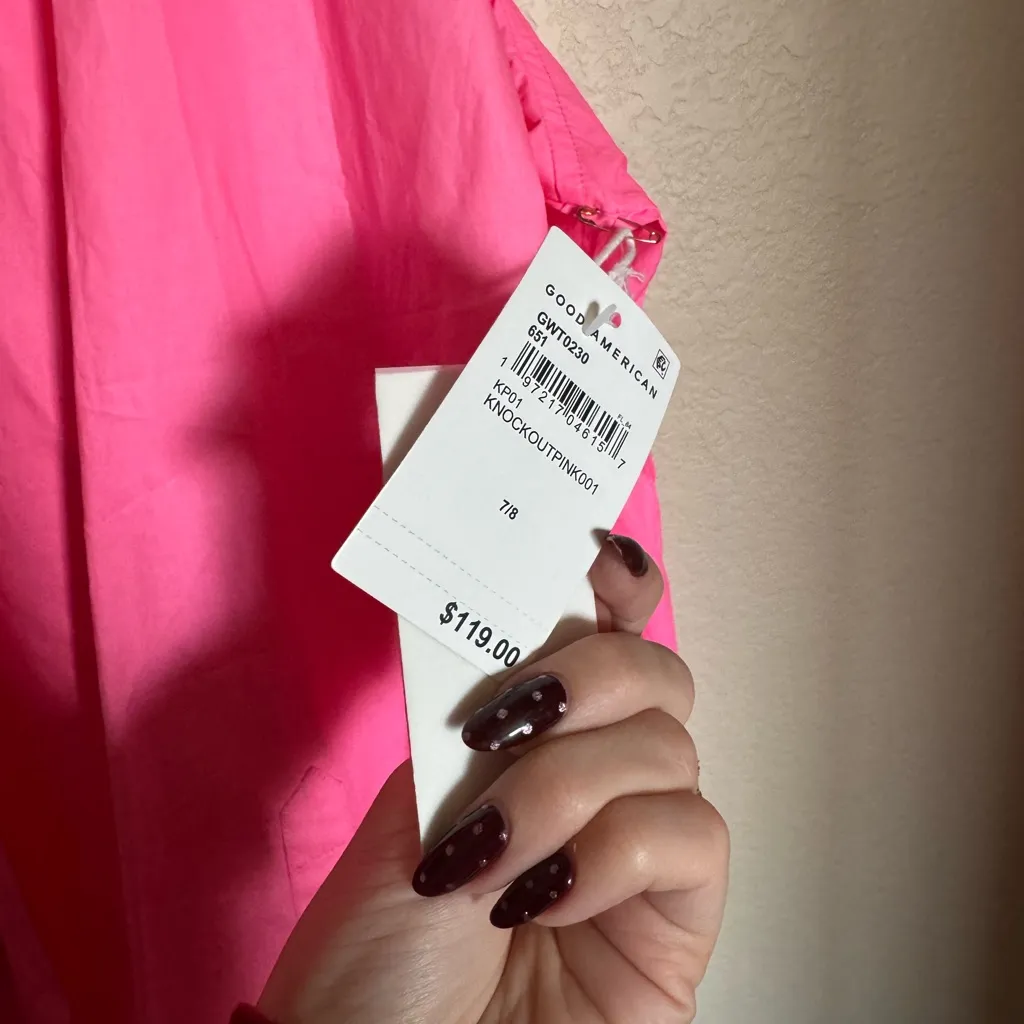 GOOD AMERICAN
GWT0230
651
1 97217 04615 7
KP01
KNOCKOUTPINK001
7/8
$119.00